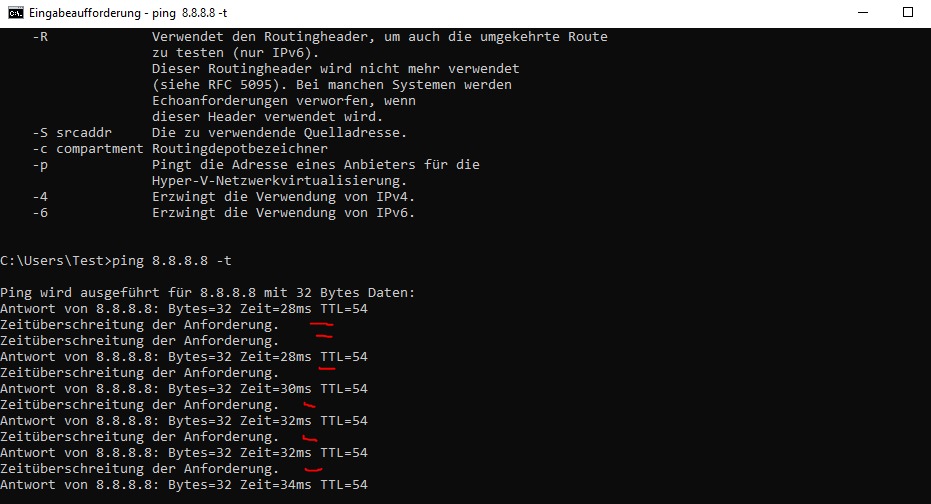 Eingabeaufforderung - ping 8.8.8.8 -t
-R Verwendet den Routingheader, um auch die umgekehrte Route
zu testen (nur IPv6).
Dieser Routingheader wird nicht mehr verwendet
(siehe RFC 5095). Bei manchen Systemen werden
Echoanforderungen verworfen, wenn
dieser Header verwendet wird.
-S srcaddr Die zu verwendende Quelladresse.
-c compartment Routingdepotbezeichner
-p Pingt die Adresse eines Anbieters für die
Hyper-V-Netzwerkvirtualisierung.
-4 Erzwingt die Verwendung von IPv4.
-6 Erzwingt die Verwendung von IPv6.
C:\Users\Test>ping 8.8.8.8 -t
Ping wird ausgeführt für 8.8.8.8 mit 32 Bytes Daten:
Antwort von 8.8.8.8: Bytes=32 Zeit=28ms TTL=54
Zeitüberschreitung der Anforderung.
Zeitüberschreitung der Anforderung.
Antwort von 8.8.8.8: Bytes=32 Zeit=28ms TTL=54
Zeitüberschreitung der Anforderung.
Antwort von 8.8.8.8: Bytes=32 Zeit=30ms TTL=54
Zeitüberschreitung der Anforderung.
Antwort von 8.8.8.8: Bytes=32 Zeit=32ms TTL=54
Zeitüberschreitung der Anforderung.
Antwort von 8.8.8.8: Bytes=32 Zeit=32ms TTL=54
Zeitüberschreitung der Anforderung.
Antwort von 8.8.8.8: Bytes=32 Zeit=34ms TTL=54